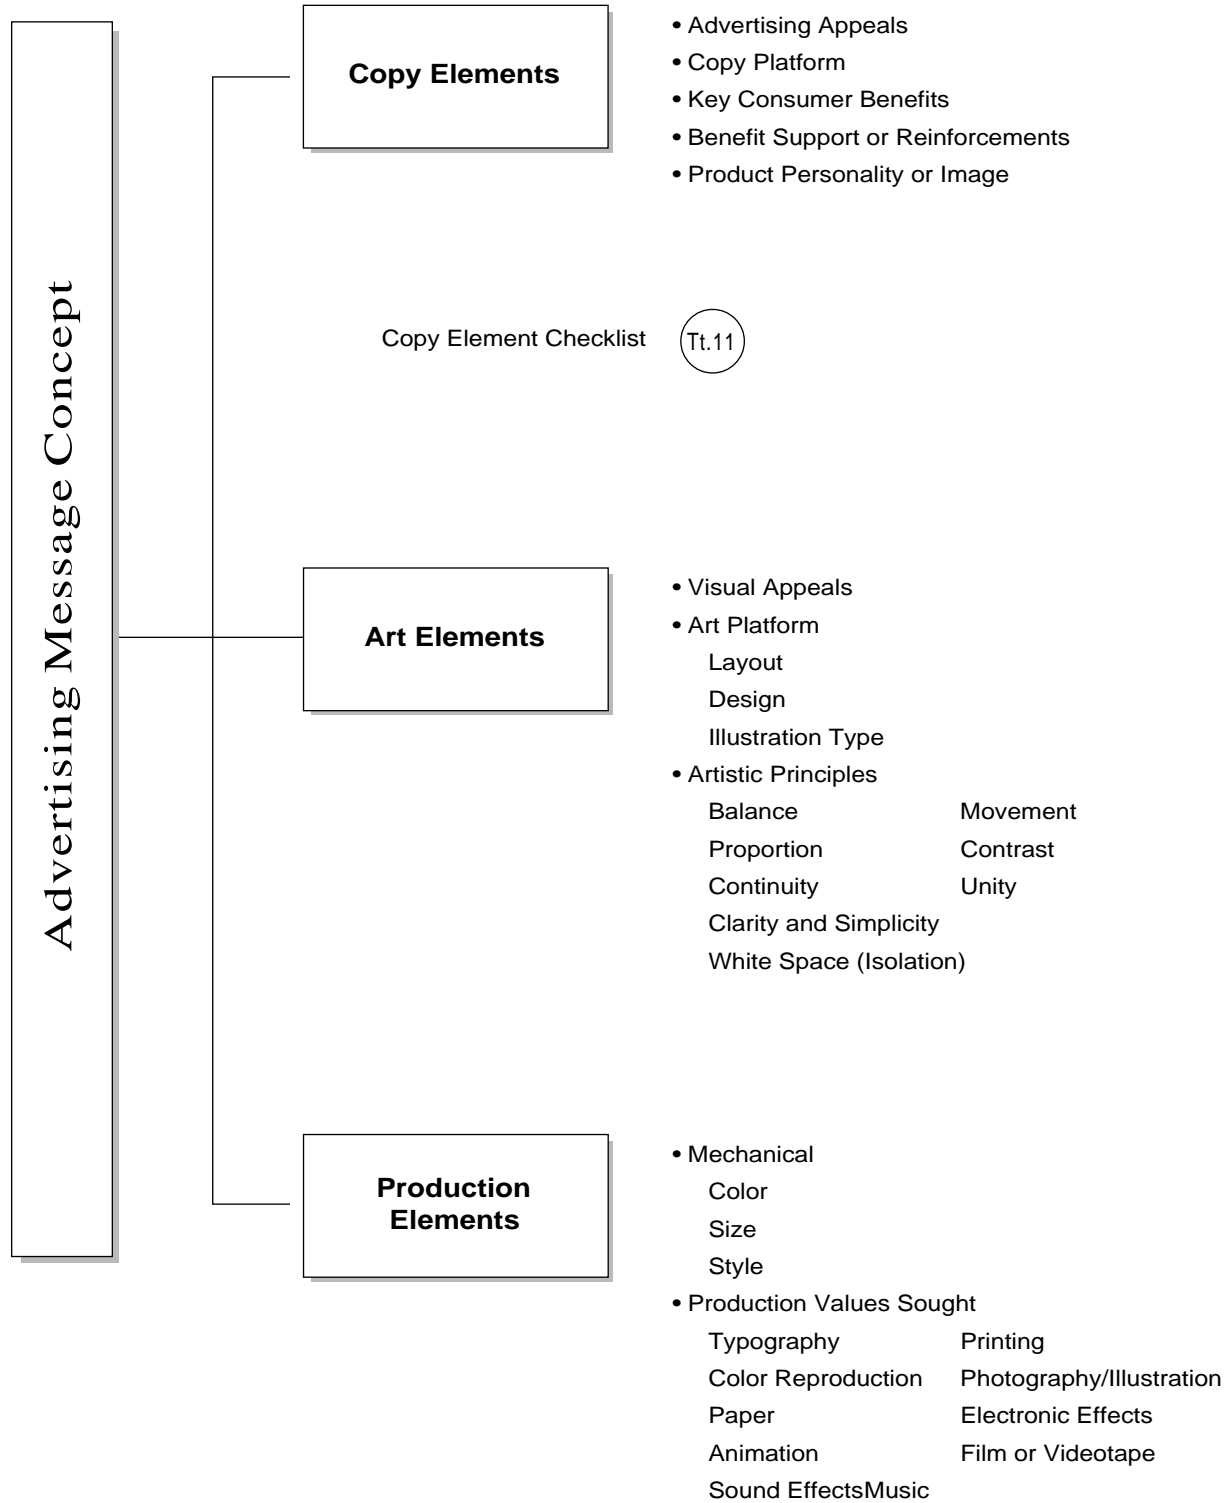 Advertising Message Concept
Copy Elements
• Advertising Appeals
• Copy Platform
• Key Consumer Benefits
• Benefit Support or Reinforcements
• Product Personality or Image
Copy Element Checklist Tt.11
Art Elements
• Visual Appeals
• Art Platform
Layout
Design
Illustration Type
• Artistic Principles
Balance Movement
Proportion Contrast
Continuity Unity
Clarity and Simplicity
White Space (Isolation)
Production
Elements
• Mechanical
Color
Size
Style
• Production Values Sought
Typography Printing
Color Reproduction Photography/Illustration
Paper Electronic Effects
Animation Film or Videotape
Sound EffectsMusic